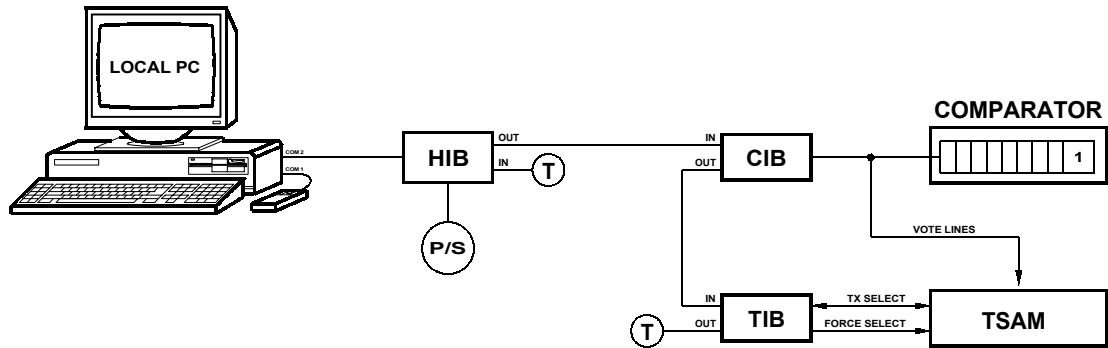 LOCAL PC
COM 2
COM 1
HIB
OUT
IN
T
P/S
IN
OUT
CIB
COMPARATOR
1
VOTE LINES
IN
OUT
T
TIB
TX SELECT
FORCE SELECT
TSAM